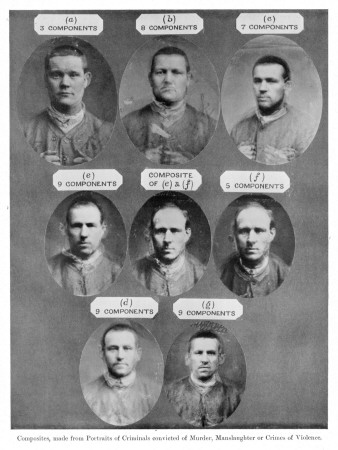 (a)
3 COMPONENTS
(b)
8 COMPONENTS
(c)
7 COMPONENTS
(e)
9 COMPONENTS
COMPOSITE
OF (c) & (f)
(f)
5 COMPONENTS
(d)
9 COMPONENTS
(g)
9 COMPONENTS
Composites, made from Portraits of Criminals convicted of Murder, Manslaughter or Crimes of Violence.